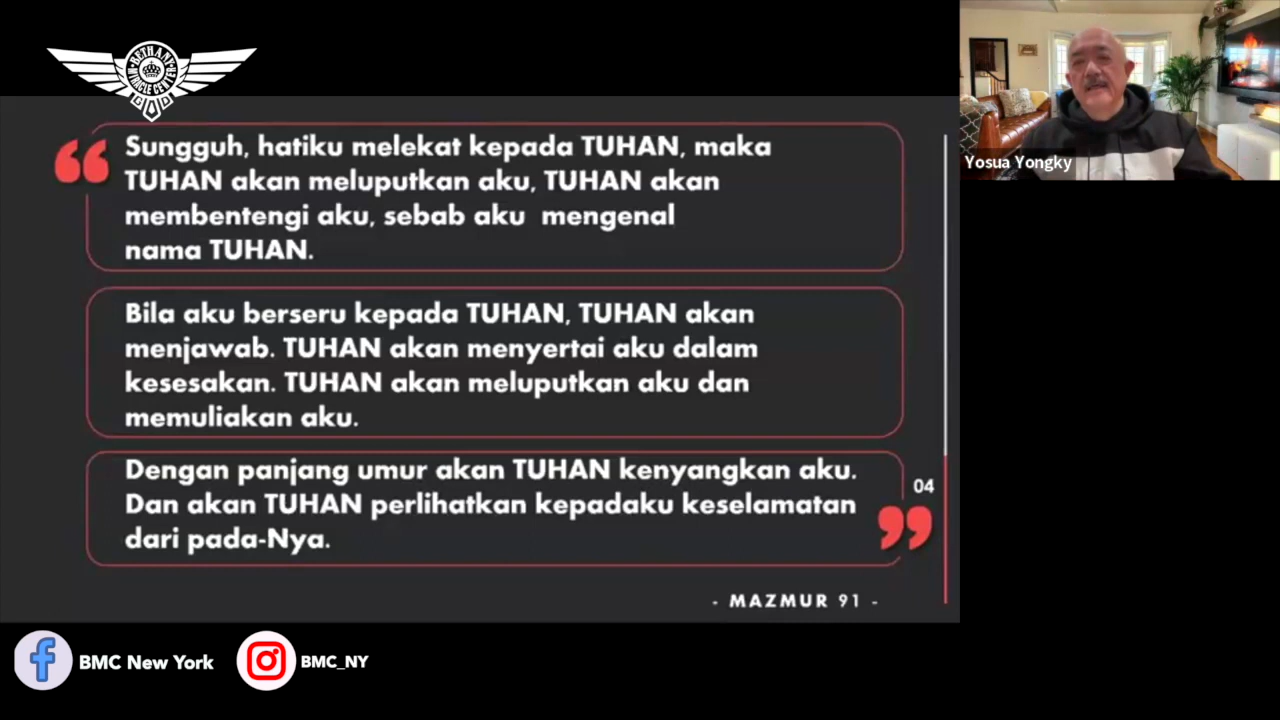 BETHANY
MIRACLE CENTER
Yosua Yongky
Sungguh, hatiku melekat kepada TUHAN, maka
TUHAN akan meluputkan aku, TUHAN akan
membentengi aku, sebab aku mengenal
nama TUHAN.
Bila aku berseru kepada TUHAN, TUHAN akan
menjawab. TUHAN akan menyertai aku dalam
kesesakan. TUHAN akan meluputkan aku dan
memuliakan aku.
Dengan panjang umur akan TUHAN kenyangkan aku.
Dan akan TUHAN perlihatkan kepadaku keselamatan
dari pada-Nya.
04
- MAZMUR 91 -
BMC New York
BMC_NY